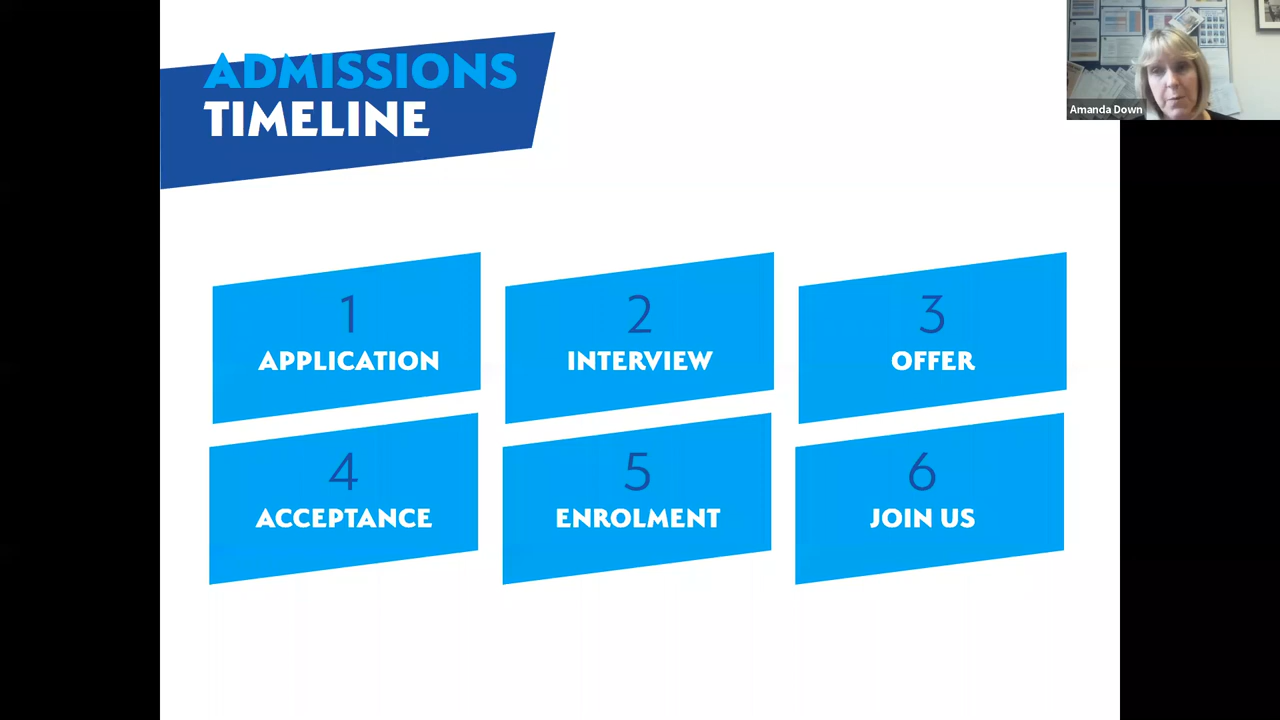 ADMISSIONS
TIMELINE
Amanda Down
1
APPLICATION
2
INTERVIEW
3
OFFER
4
ACCEPTANCE
5
ENROLMENT
6
JOIN US